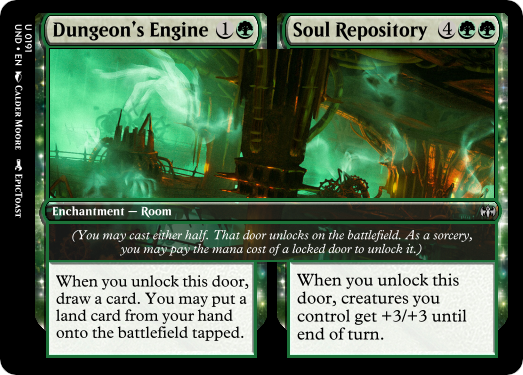 Dungeon's Engine 1
Soul Repository 4
Enchantment — Room
(You may cast either half. That door unlocks on the battlefield. As a sorcery,
you may pay the mana cost of a locked door to unlock it.)
When you unlock this door,
draw a card. You may put a
land card from your hand
onto the battlefield tapped.
When you unlock this
door, creatures you
control get +3/+3 until
end of turn.
U 0191
UND • EN CALDER MOORE EPICTOAST